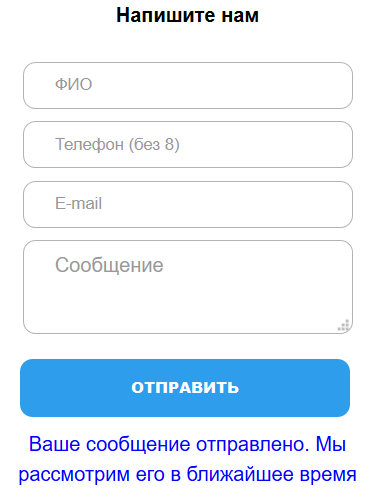 Напишите нам
ФИО
Телефон (без 8)
E-mail
Сообщение
ОТПРАВИТЬ
Ваше сообщение отправлено. Мы
рассмотрим его в ближайшее время